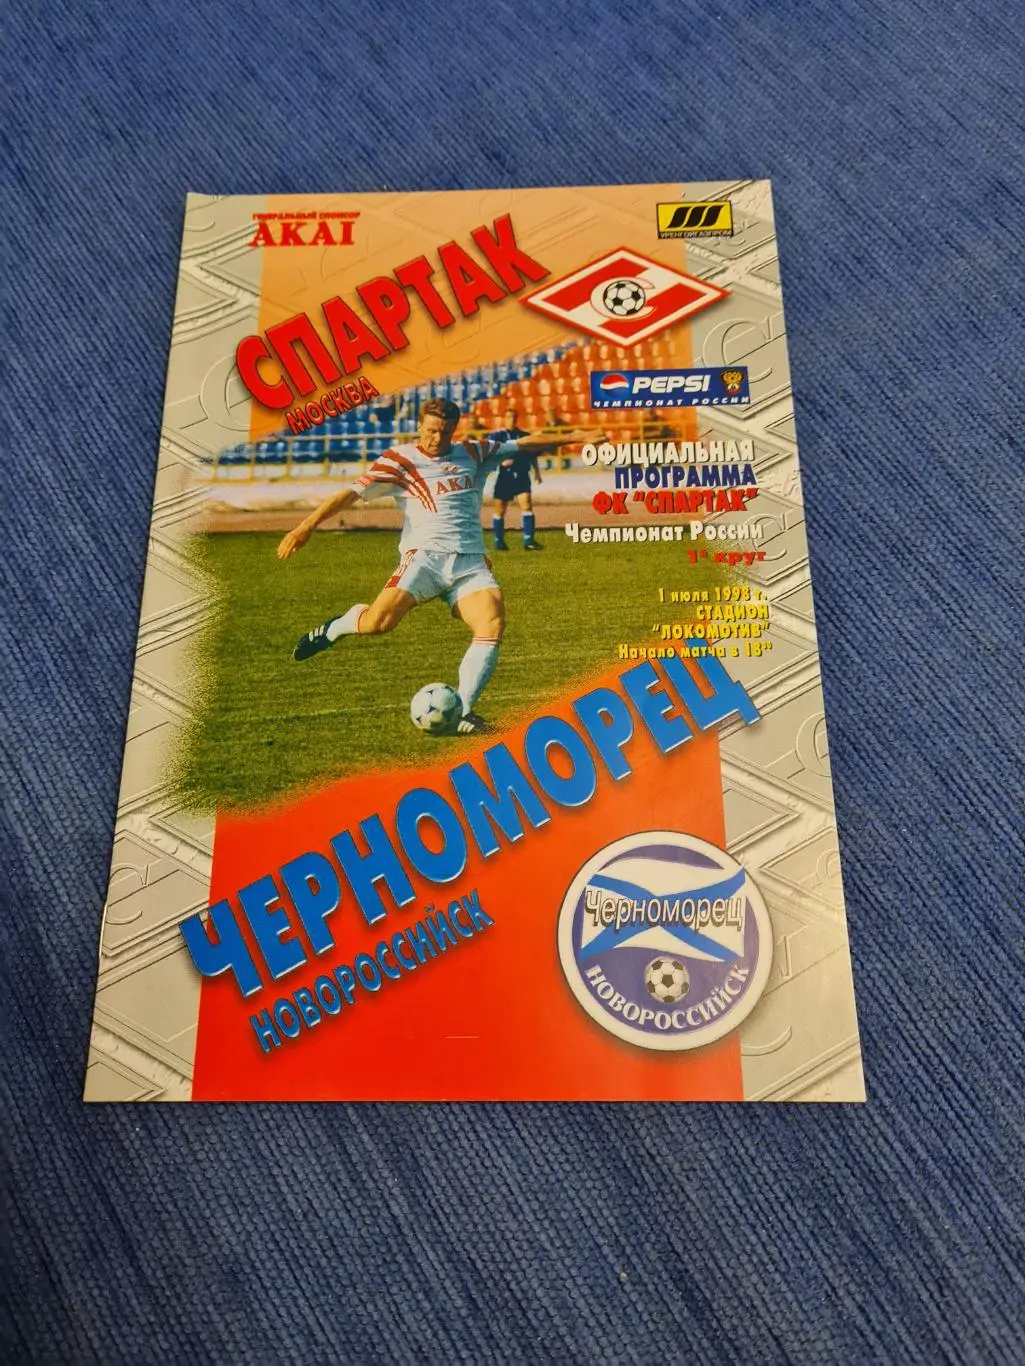 ГЕНЕРАЛЬНЫЙ СПОНСОР
AKAI
УРЕНГОЙГАЗПРОМ
СПАРТАК
МОСКВА
С
PEPSI
ЧЕМПИОНАТ РОССИИ
AKAI
ОФИЦИАЛЬНАЯ
ПРОГРАММА
ФК "СПАРТАК"
Чемпионат России
1й круг
1 июля 1998 г.
СТАДИОН
"ЛОКОМОТИВ"
Начало матча в 18⁰⁰
ЧЕРНОМОРЕЦ
НОВОРОССИЙСК
Черноморец
НОВОРОССИЙСК